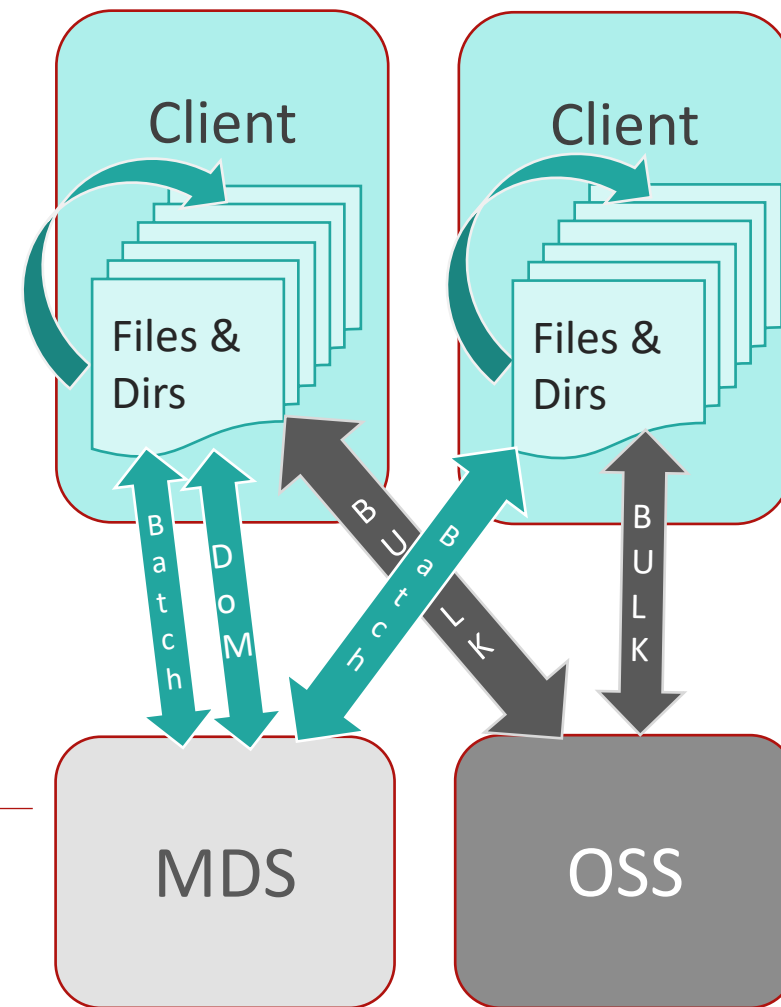 Client
Client
Files &
Dirs
Files &
Dirs
Batch
DoM
BULK
Batch
BULK
MDS
OSS